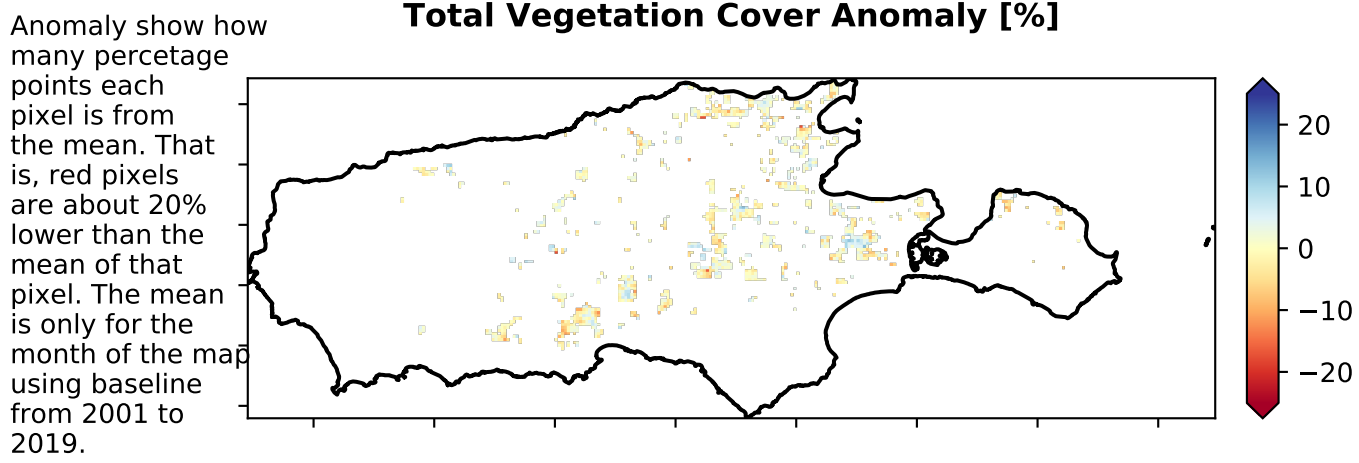 Total Vegetation Cover Anomaly [%]
Anomaly show how
many percetage
points each
pixel is from
the mean. That
is, red pixels
are about 20%
lower than the
mean of that
pixel. The mean
is only for the
month of the map
using baseline
from 2001 to
2019.
20
10
0
−10
−20